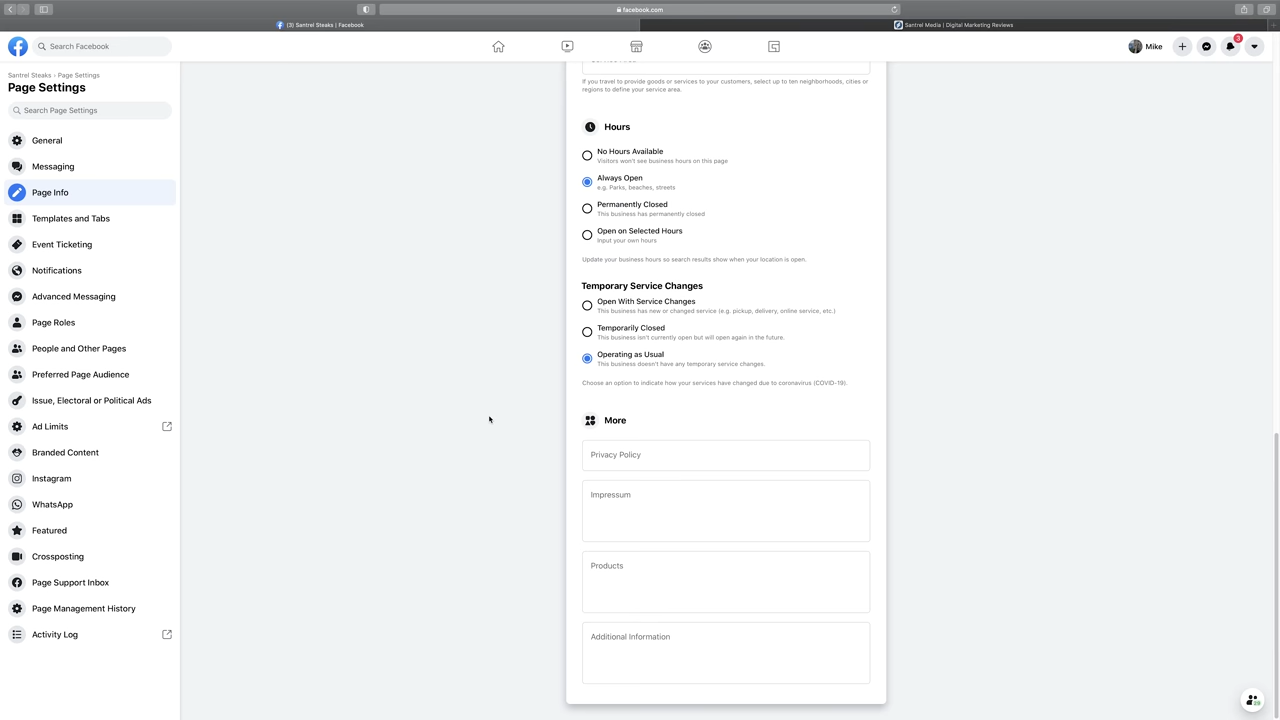 facebook.com
(3) Santrel Steaks | Facebook
Santrel Media | Digital Marketing Reviews
Search Facebook
Mike
3
Santrel Steaks › Page Settings
Page Settings
Search Page Settings
General
Messaging
Page Info
Templates and Tabs
Event Ticketing
Notifications
Advanced Messaging
Page Roles
People and Other Pages
Preferred Page Audience
Issue, Electoral or Political Ads
Ad Limits
Branded Content
Instagram
WhatsApp
Featured
Crossposting
Page Support Inbox
Page Management History
Activity Log
If you travel to provide goods or services to your customers, select up to ten neighborhoods, cities or
regions to define your service area.
Hours
No Hours Available
Visitors won't see business hours on this page
Always Open
e.g. Parks, beaches, streets
Permanently Closed
This business has permanently closed
Open on Selected Hours
Input your own hours
Update your business hours so search results show when your location is open.
Temporary Service Changes
Open With Service Changes
This business has new or changed service (e.g. pickup, delivery, online service, etc.)
Temporarily Closed
This business isn't currently open but will open again in the future.
Operating as Usual
This business doesn't have any temporary service changes.
Choose an option to indicate how your services have changed due to coronavirus (COVID-19).
More
Privacy Policy
Impressum
Products
Additional Information